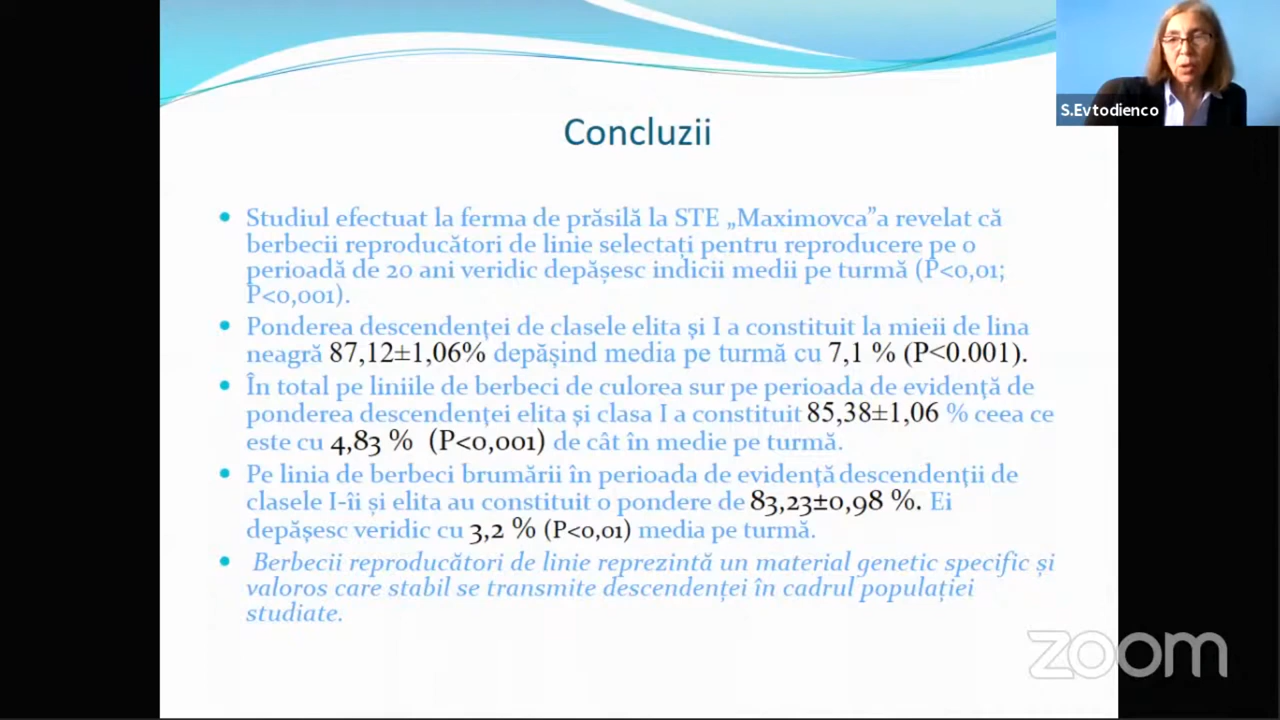 S.Evtodienco
Concluzii
• Studiul efectuat la ferma de prăsilă la STE „Maximovca”a revelat că
berbecii reproducători de linie selectați pentru reproducere pe o
perioadă de 20 ani veridic depășesc indicii medii pe turmă (P<0,01;
P<0,001).
• Ponderea descendenței de clasele elita și I a constituit la mieii de lina
neagră 87,12±1,06% depășind media pe turmă cu 7,1 % (P<0.001).
• În total pe liniile de berbeci de culorea sur pe perioada de evidență de
ponderea descendenței elita și clasa I a constituit 85,38±1,06 % ceea ce
este cu 4,83 % (P<0,001) de cât în medie pe turmă.
• Pe linia de berbeci brumării în perioada de evidență descendenții de
clasele I-îi și elita au constituit o pondere de 83,23±0,98 %. Ei
depășesc veridic cu 3,2 % (P<0,01) media pe turmă.
• Berbecii reproducători de linie reprezintă un material genetic specific și
valoros care stabil se transmite descendenței în cadrul populației
studiate.
zoom